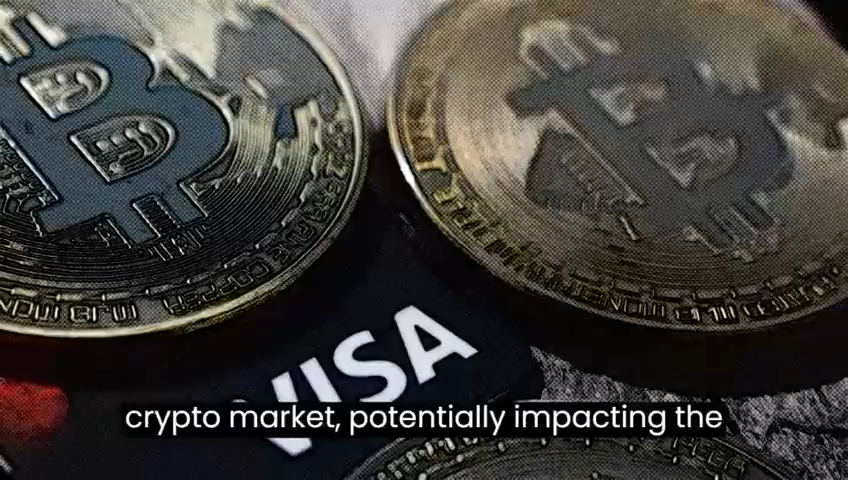 VISA
crypto market, potentially impacting the